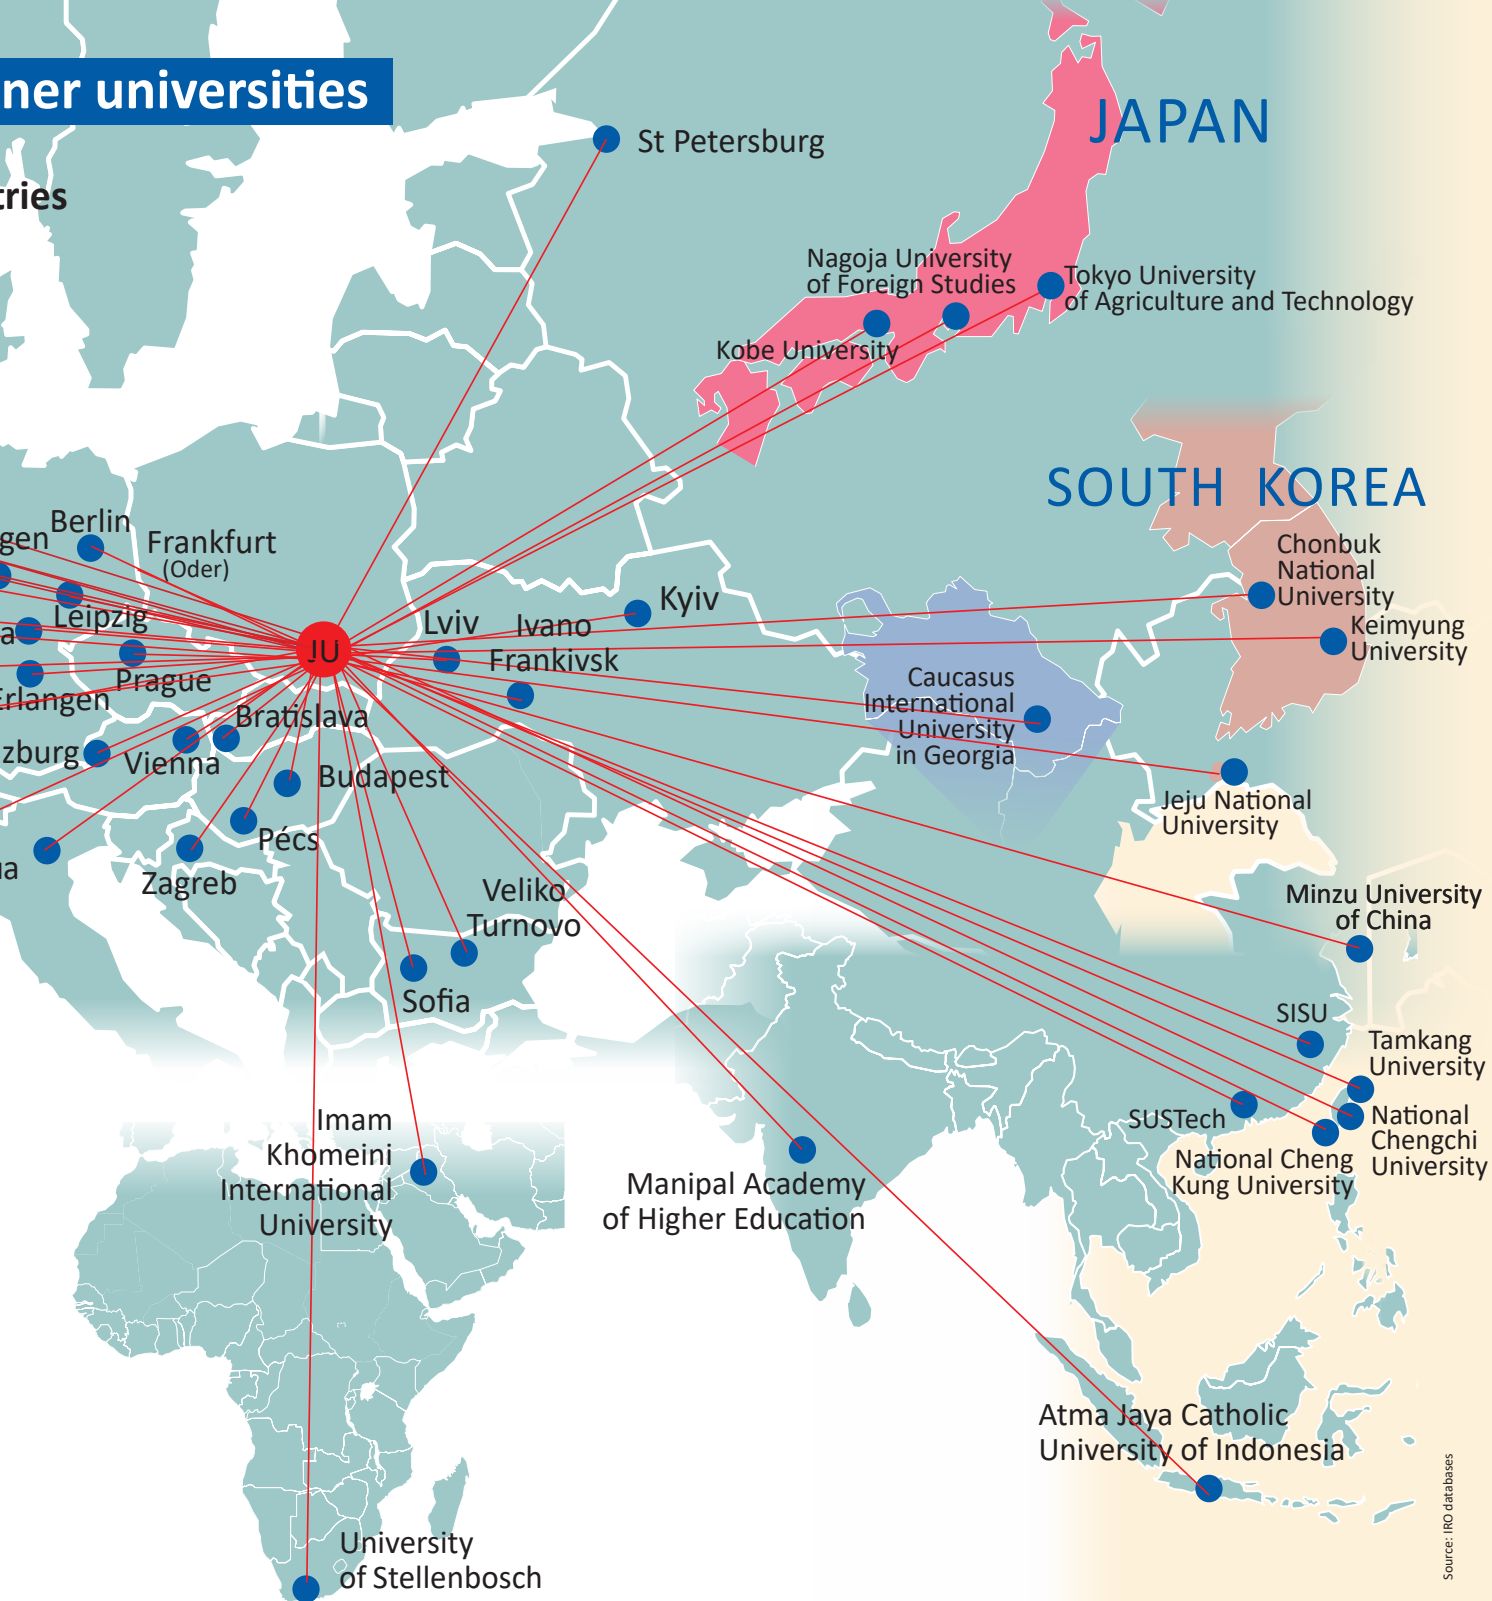 ner universities
tries
JAPAN
St Petersburg
Nagoja University
of Foreign Studies
Tokyo University
of Agriculture and Technology
Kobe University
SOUTH KOREA
Berlin
gen
Frankfurt
(Oder)
Chonbuk
National
University
Leipzig
Kyiv
Lviv
Ivano
Frankivsk
a
JU
Keimyung
University
Prague
Erlangen
Caucasus
International
University
in Georgia
Bratislava
zburg
Vienna
Budapest
Jeju National
University
Pécs
ua
Zagreb
Veliko
Turnovo
Minzu University
of China
Sofia
SISU
Tamkang
University
SUSTech
National
Chengchi
University
National Cheng
Kung University
Imam
Khomeini
International
University
Manipal Academy
of Higher Education
Atma Jaya Catholic
University of Indonesia
University
of Stellenbosch
Source: IRO databases